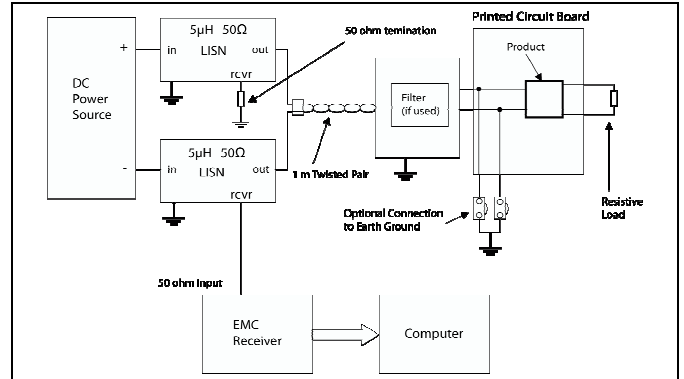 Printed Circuit Board
5µH 50Ω
50 ohm temination
+
in
LISN
out
Product
rcvr
DC
Power
Source
Filter
(if used)
5µH 50Ω
-
in
LISN
out
1 m Twisted Pair
rcvr
Optional Connection
to Earth Ground
Resistive
Load
50 ohm input
EMC
Receiver
Computer